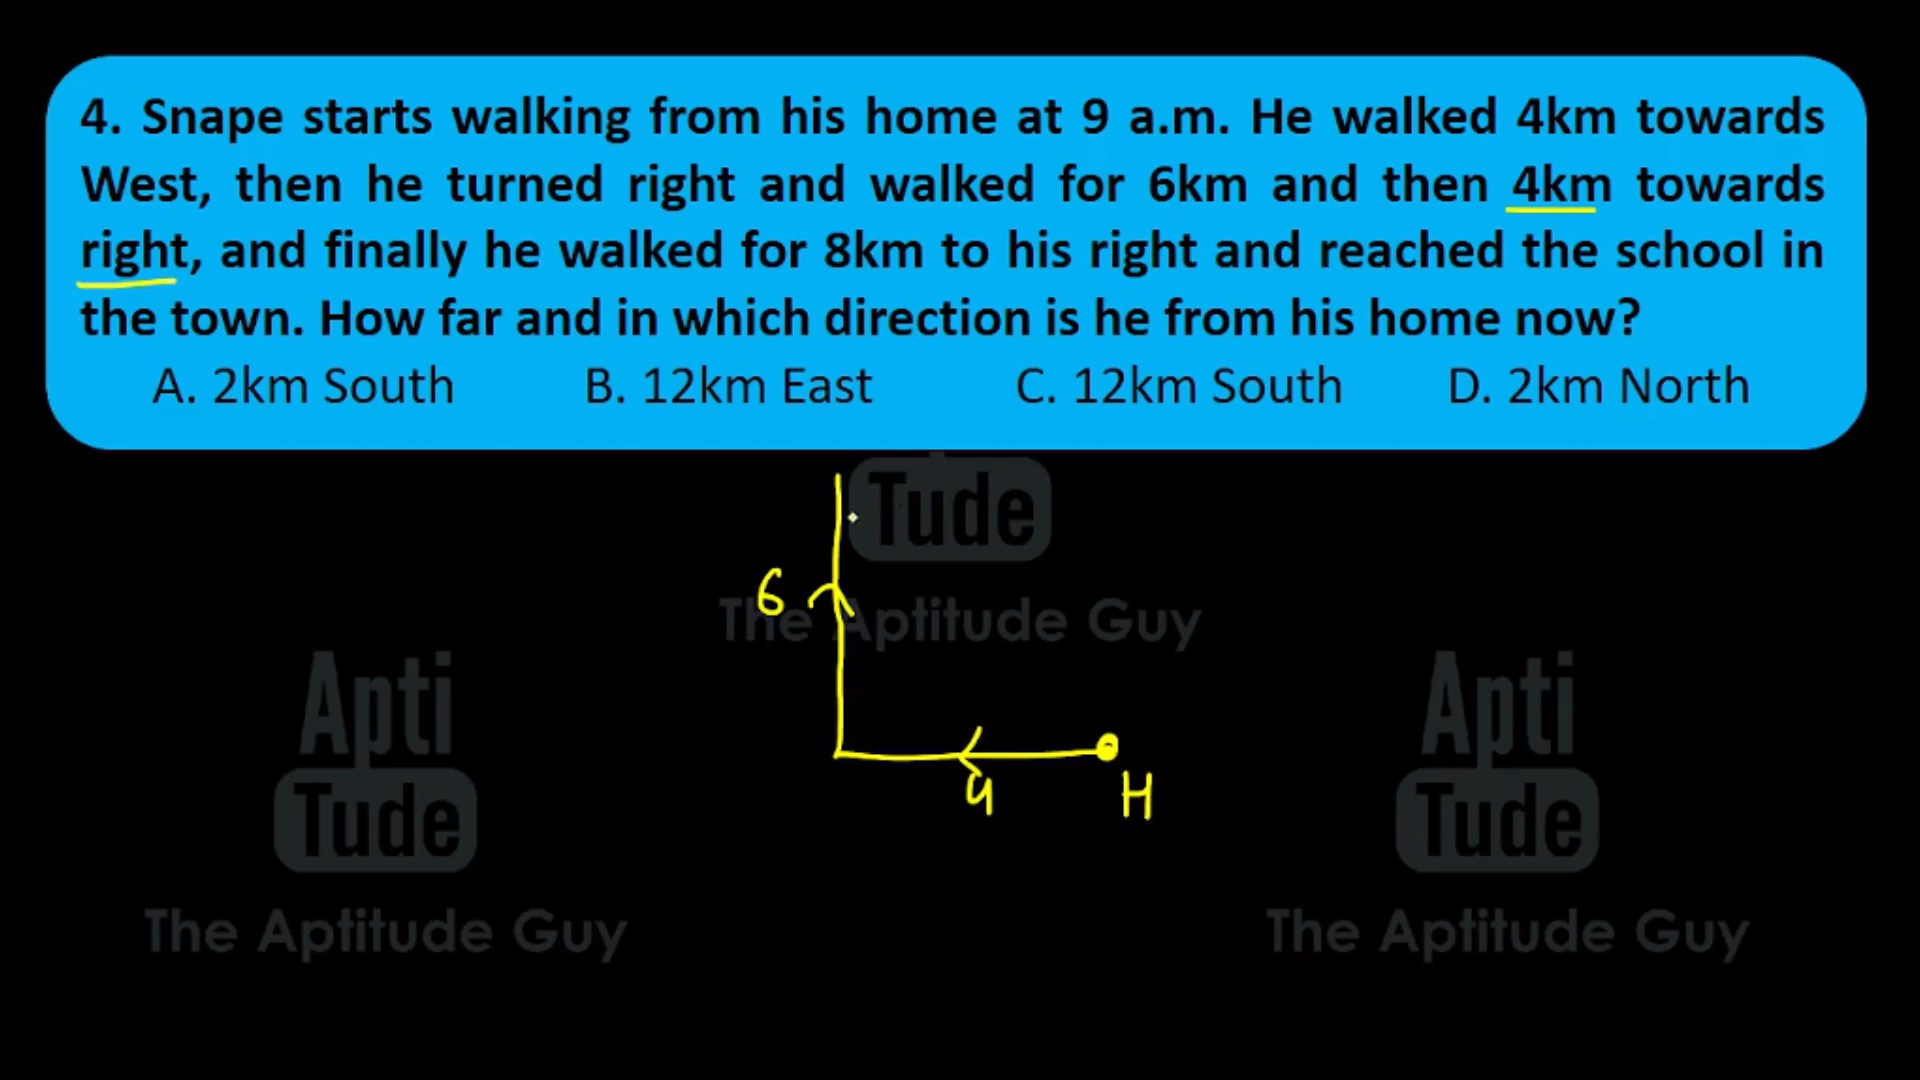 4. Snape starts walking from his home at 9 a.m. He walked 4km towards
West, then he turned right and walked for 6km and then 4km towards
right, and finally he walked for 8km to his right and reached the school in
the town. How far and in which direction is he from his home now?
A. 2km South B. 12km East C. 12km South D. 2km North
Tude
6
The Aptitude Guy
Apti
Tude
The Aptitude Guy
4
H
Apti
Tude
The Aptitude Guy